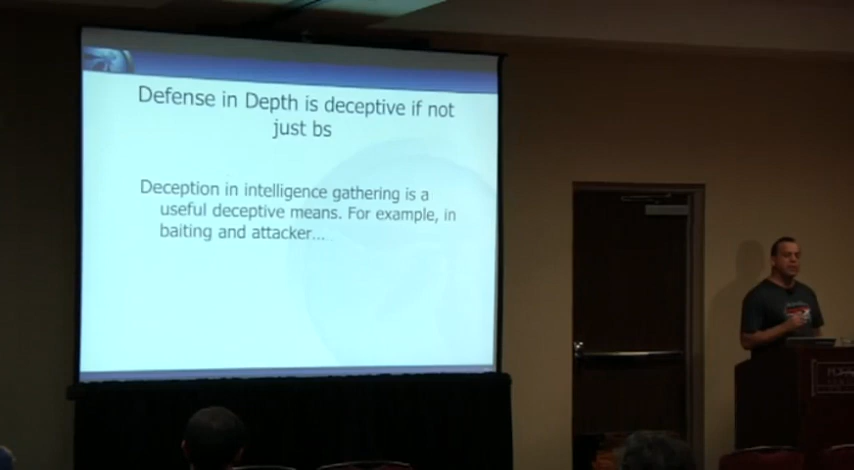 Defense in Depth is deceptive if not
just bs
Deception in intelligence gathering is a
useful deceptive means. For example, in
baiting and attacker...